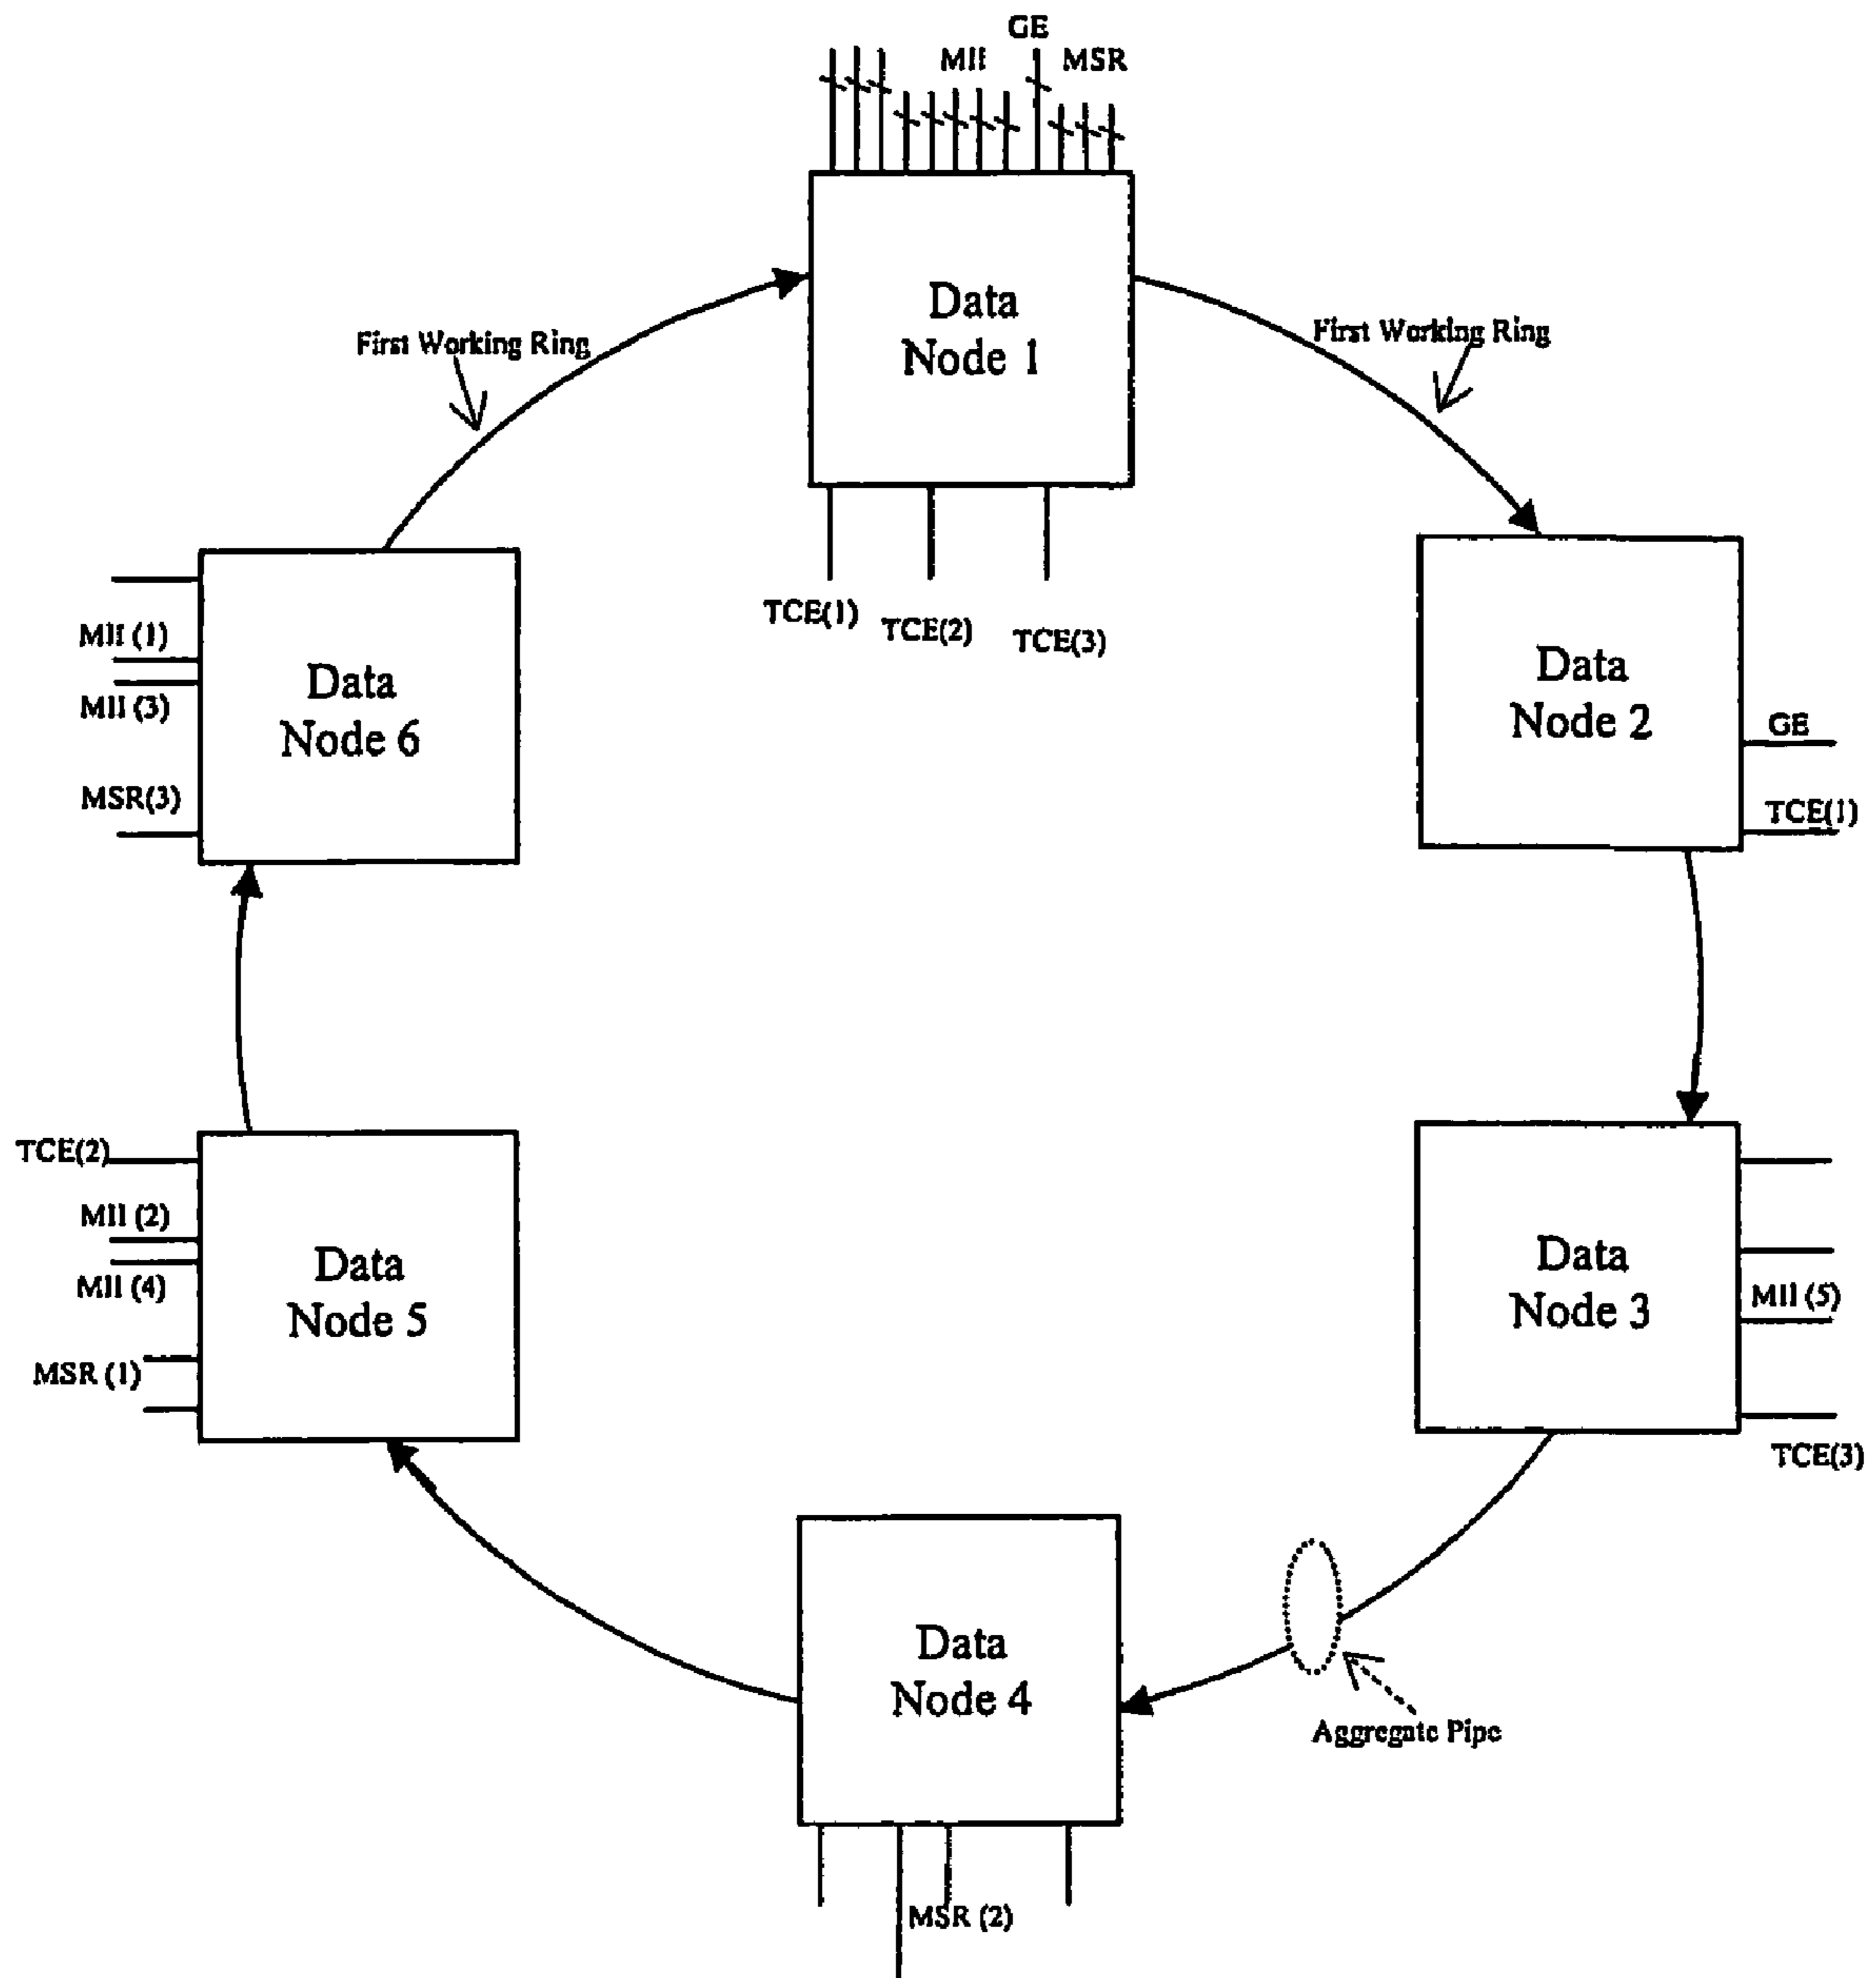 GE
MII
MSR
Data
Node 1
First Working Ring
First Working Ring
TCE(1)
TCE(2)
TCE(3)
MII (1)
MII (3)
MSR(3)
Data
Node 6
Data
Node 2
GE
TCE(1)
TCE(2)
MII (2)
MII (4)
MSR (1)
Data
Node 5
Data
Node 3
MII (5)
TCE(3)
Data
Node 4
Aggregate Pipe
MSR (2)